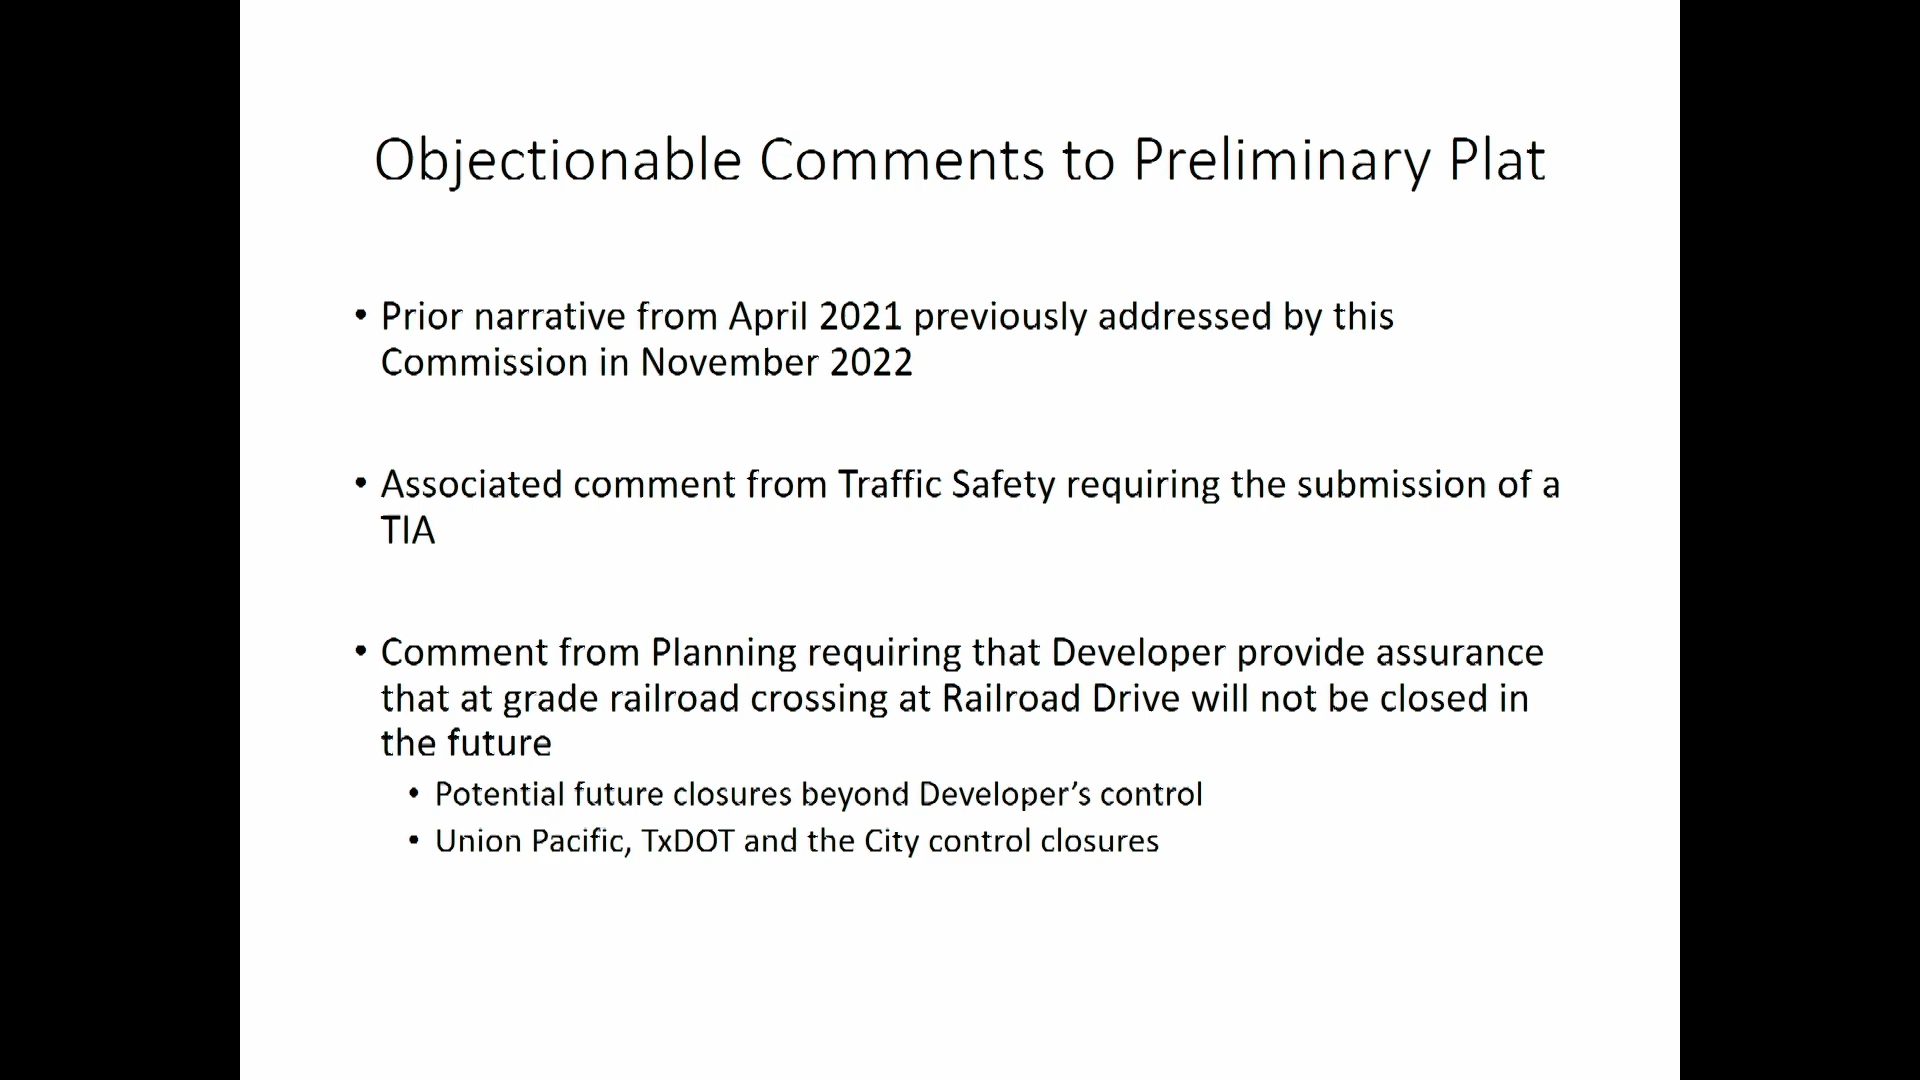 Objectionable Comments to Preliminary Plat
• Prior narrative from April 2021 previously addressed by this
Commission in November 2022
• Associated comment from Traffic Safety requiring the submission of a
TIA
• Comment from Planning requiring that Developer provide assurance
that at grade railroad crossing at Railroad Drive will not be closed in
the future
• Potential future closures beyond Developer’s control
• Union Pacific, TxDOT and the City control closures